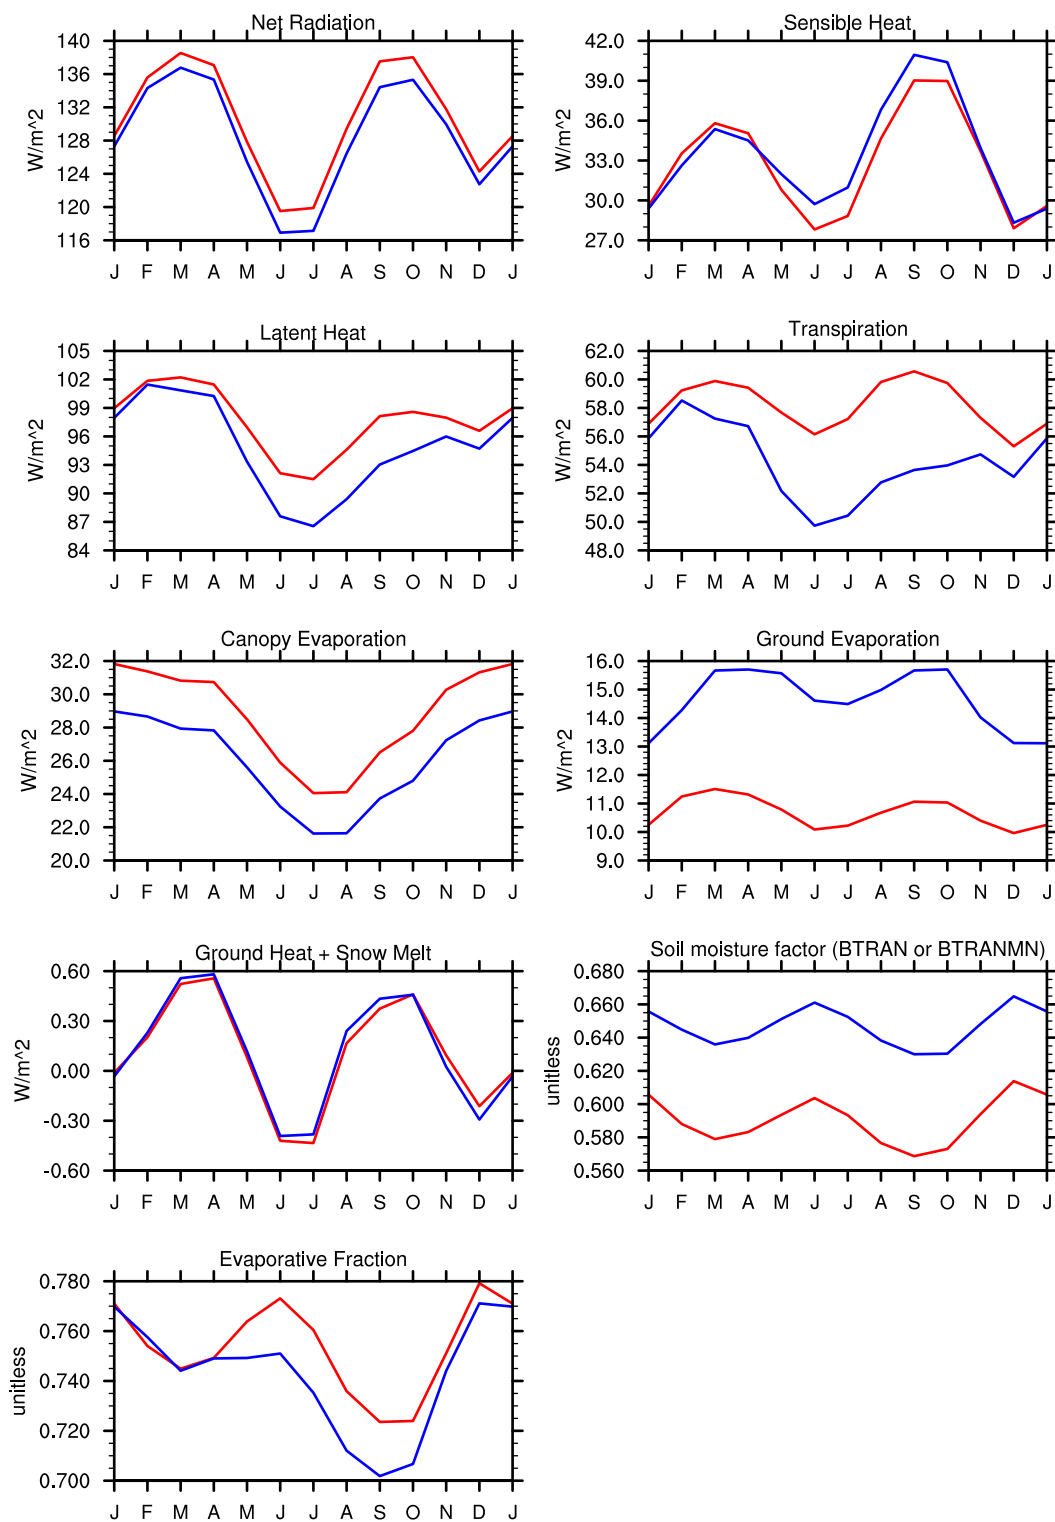 Net Radiation
140
136
132
128
124
120
116
W/m^2
J F M A M J J A S O N D J
Sensible Heat
42.0
39.0
36.0
33.0
30.0
27.0
W/m^2
J F M A M J J A S O N D J
Latent Heat
105
102
99
96
93
90
87
84
W/m^2
J F M A M J J A S O N D J
Transpiration
62.0
60.0
58.0
56.0
54.0
52.0
50.0
48.0
W/m^2
J F M A M J J A S O N D J
Canopy Evaporation
32.0
30.0
28.0
26.0
24.0
22.0
20.0
W/m^2
J F M A M J J A S O N D J
Ground Evaporation
16.0
15.0
14.0
13.0
12.0
11.0
10.0
9.0
W/m^2
J F M A M J J A S O N D J
Ground Heat + Snow Melt
0.60
0.30
0.00
-0.30
-0.60
W/m^2
J F M A M J J A S O N D J
Soil moisture factor (BTRAN or BTRANMN)
0.680
0.660
0.640
0.620
0.600
0.580
0.560
unitless
J F M A M J J A S O N D J
Evaporative Fraction
0.780
0.760
0.740
0.720
0.700
unitless
J F M A M J J A S O N D J